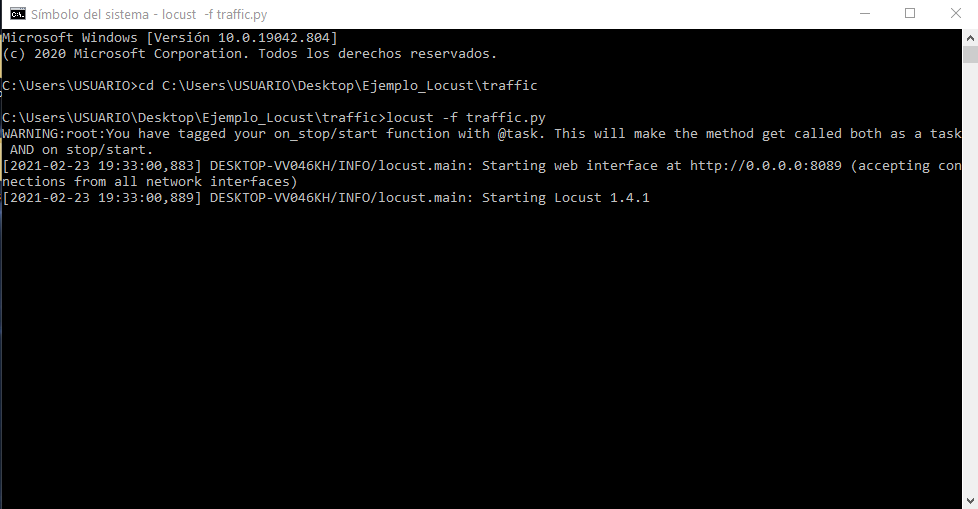 Símbolo del sistema - locust -f traffic.py
Microsoft Windows [Versión 10.0.19042.804]
(c) 2020 Microsoft Corporation. Todos los derechos reservados.
C:\Users\USUARIO>cd C:\Users\USUARIO\Desktop\Ejemplo_Locust\traffic
C:\Users\USUARIO\Desktop\Ejemplo_Locust\traffic>locust -f traffic.py
WARNING:root:You have tagged your on_stop/start function with @task. This will make the method get called both as a task
AND on stop/start.
[2021-02-23 19:33:00,883] DESKTOP-VV046KH/INFO/locust.main: Starting web interface at http://0.0.0.0:8089 (accepting con
nections from all network interfaces)
[2021-02-23 19:33:00,889] DESKTOP-VV046KH/INFO/locust.main: Starting Locust 1.4.1